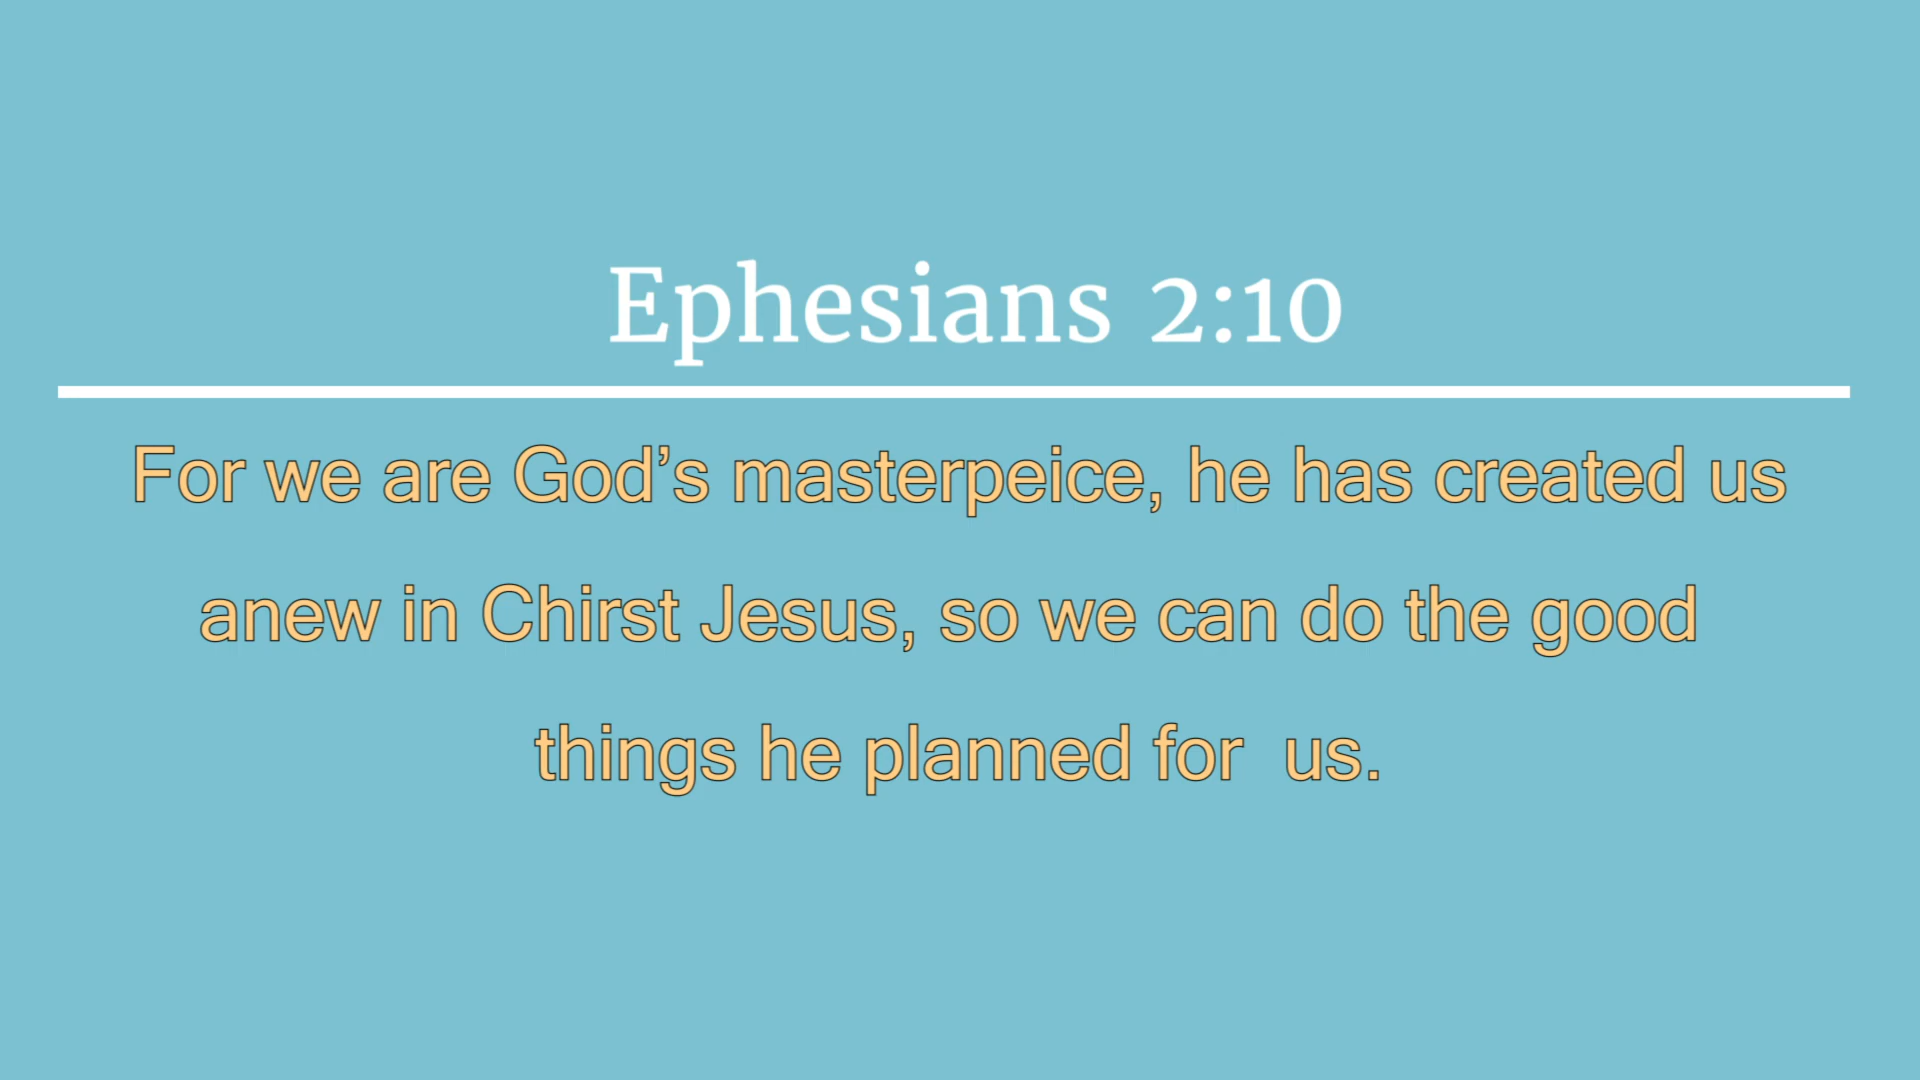 Ephesians 2:10
For we are God’s masterpeice, he has created us
anew in Chirst Jesus, so we can do the good
things he planned for  us.